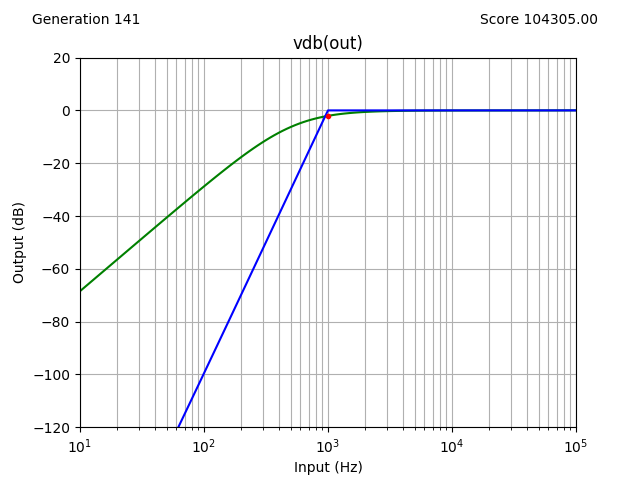 Generation 141
Score 104305.00
vdb(out)
Output (dB)
20
0
−20
−40
−60
−80
−100
−120
10¹
10²
10³
10⁴
10⁵
Input (Hz)